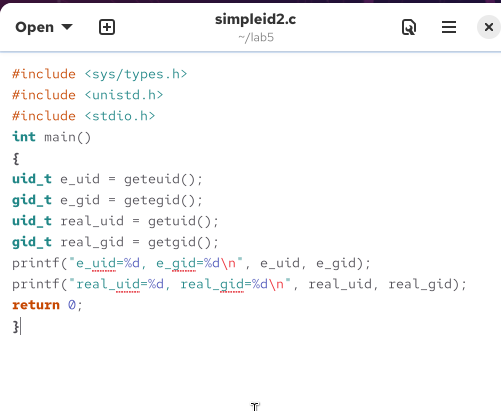 Open
simpleid2.c
~/lab5
#include <sys/types.h>
#include <unistd.h>
#include <stdio.h>
int main()
{
uid_t e_uid = geteuid();
gid_t e_gid = getegid();
uid_t real_uid = getuid();
gid_t real_gid = getgid();
printf("e_uid=%d, e_gid=%d\n", e_uid, e_gid);
printf("real_uid=%d, real_gid=%d\n", real_uid, real_gid);
return 0;
}